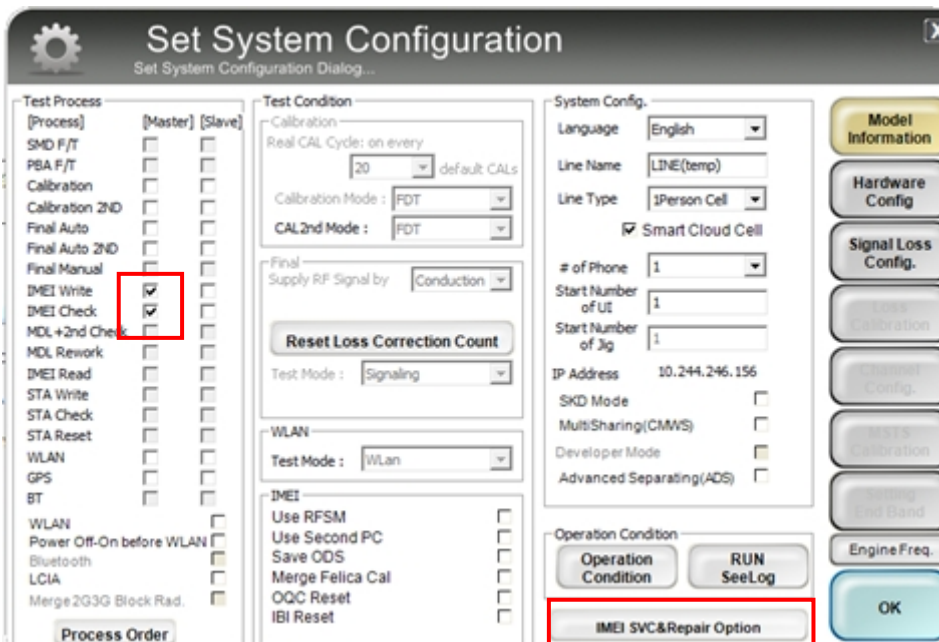 Set System Configuration
Set System Configuration Dialog...
Test Process
[Process] [Master] [Slave]
SMD F/T
PBA F/T
Calibration
Calibration 2ND
Final Auto
Final Auto 2ND
Final Manual
IMEI Write
IMEI Check
MDL+2nd Check
MDL Rework
IMEI Read
STA Write
STA Check
STA Reset
WLAN
GPS
BT
WLAN
Power Off-On before WLAN
Bluetooth
LCIA
Merge 2G3G Block Rad.
Process Order
Test Condition
Calibration
Real CAL Cycle: on every
20 default CALs
Calibration Mode : FDT
CAL2nd Mode : FDT
Final
Supply RF Signal by Conduction
Reset Loss Correction Count
Test Mode : Signaling
WLAN
Test Mode : WLan
IMEI
Use RFSM
Use Second PC
Save ODS
Merge Felica Cal
OQC Reset
IBI Reset
System Config.
Language English
Line Name LINE(temp)
Line Type 1Person Cell
Smart Cloud Cell
# of Phone 1
Start Number
of UI 1
Start Number
of Jig 1
IP Address 10.244.246.156
SKD Mode
MultiSharing(CMWS)
Developer Mode
Advanced Separating(ADS)
Operation Condition
Operation
Condition
RUN
SeeLog
IMEI SVC&Repair Option
Model
Information
Hardware
Config
Signal Loss
Config.
Loss
Calibration
Channel
Config.
MSTS
Calibration
Setting
End Band
Engine Freq.
OK